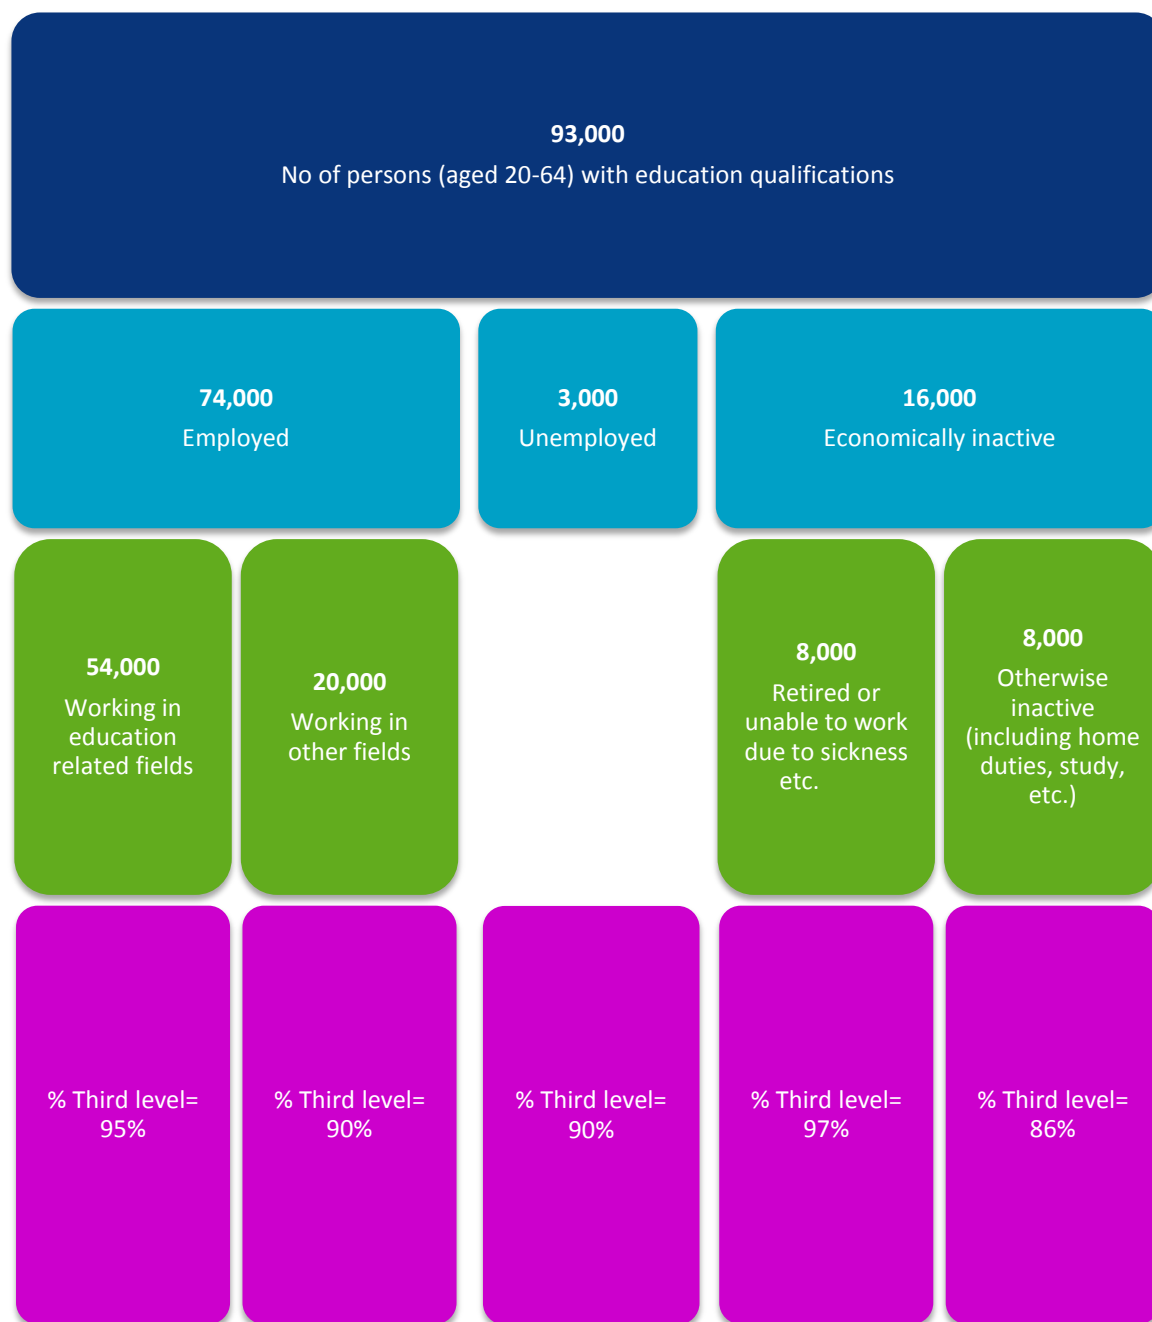 93,000
No of persons (aged 20-64) with education qualifications
74,000
Employed
3,000
Unemployed
16,000
Economically inactive
54,000
Working in
education
related fields
20,000
Working in
other fields
8,000
Retired or
unable to work
due to sickness
etc.
8,000
Otherwise
inactive
(including home
duties, study,
etc.)
% Third level=
95%
% Third level=
90%
% Third level=
90%
% Third level=
97%
% Third level=
86%